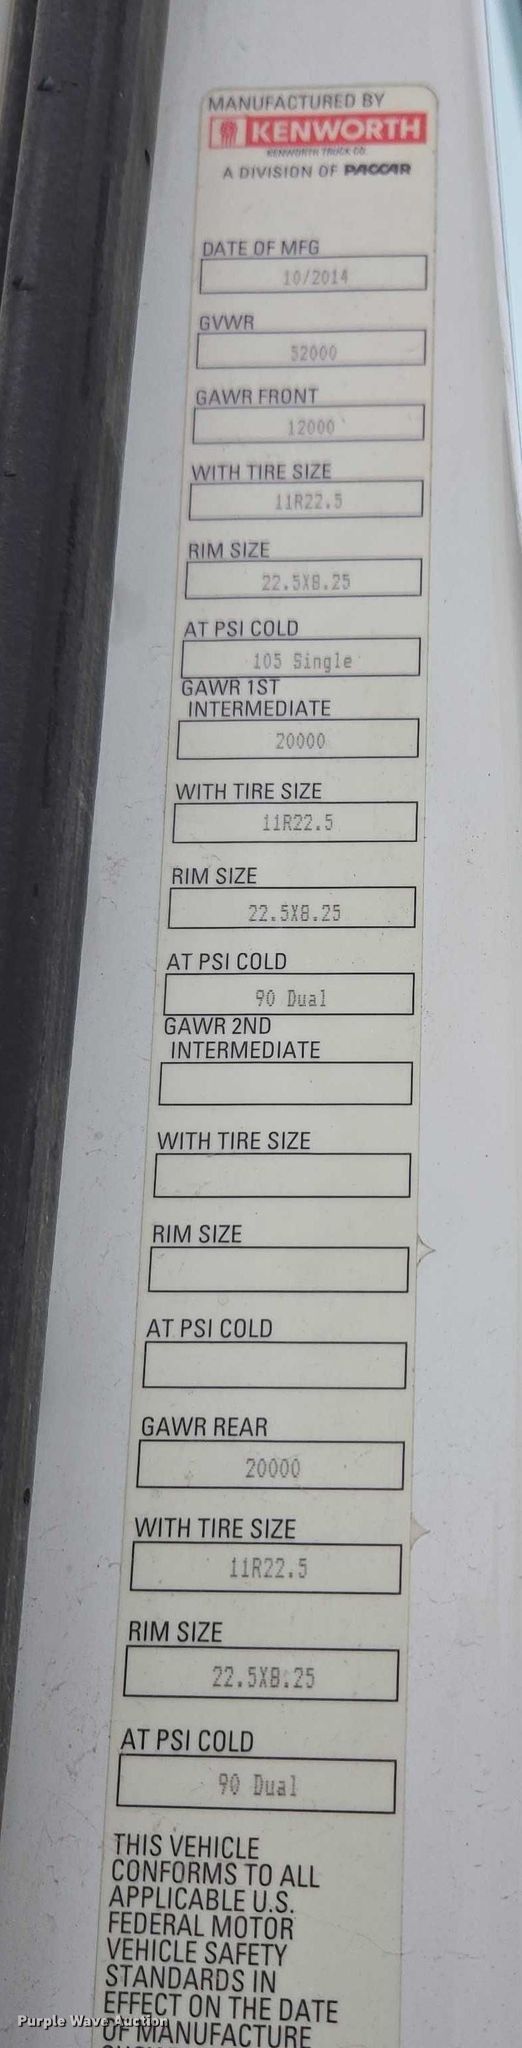 MANUFACTURED BY
KENWORTH
KENWORTH TRUCK CO.
A DIVISION OF PACCAR
DATE OF MFG
10/2014
GVWR
52000
GAWR FRONT
12000
WITH TIRE SIZE
11R22.5
RIM SIZE
22.5X8.25
AT PSI COLD
105 Single
GAWR 1ST
INTERMEDIATE
20000
WITH TIRE SIZE
11R22.5
RIM SIZE
22.5X8.25
AT PSI COLD
90 Dual
GAWR 2ND
INTERMEDIATE
WITH TIRE SIZE
RIM SIZE
AT PSI COLD
GAWR REAR
20000
WITH TIRE SIZE
11R22.5
RIM SIZE
22.5X8.25
AT PSI COLD
90 Dual
THIS VEHICLE
CONFORMS TO ALL
APPLICABLE U.S.
FEDERAL MOTOR
VEHICLE SAFETY
STANDARDS IN
EFFECT ON THE DATE
OF MANUFACTURE
Purple Wave Auction